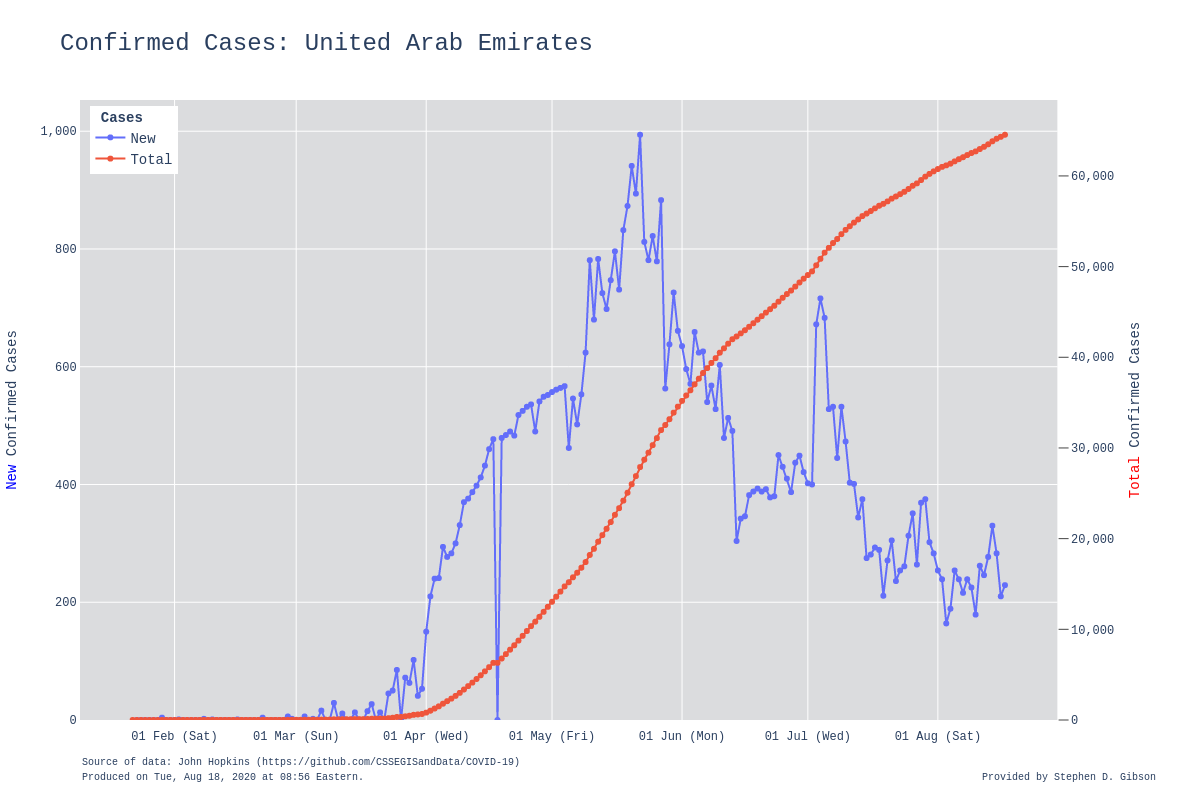 Confirmed Cases: United Arab Emirates
Cases
New
Total
1,000
800
600
400
200
0
60,000
50,000
40,000
30,000
20,000
10,000
0
New Confirmed Cases
Total Confirmed Cases
01 Feb (Sat) 01 Mar (Sun) 01 Apr (Wed) 01 May (Fri) 01 Jun (Mon) 01 Jul (Wed) 01 Aug (Sat)
Source of data: John Hopkins (https://github.com/CSSEGISandData/COVID-19)
Produced on Tue, Aug 18, 2020 at 08:56 Eastern.
Provided by Stephen D. Gibson